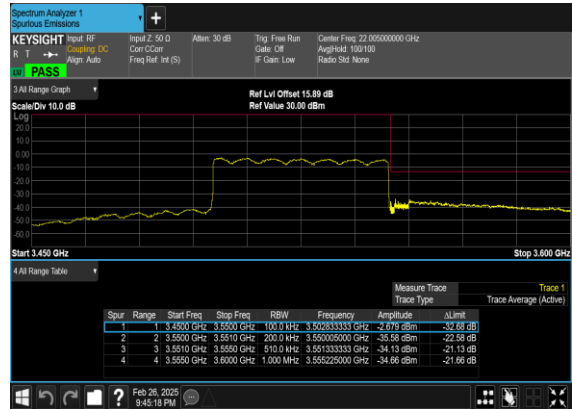 Spectrum Analyzer 1
Spurious Emissions
KEYSIGHT Input: RF Input Z: 50 Ω Atten: 30 dB Trig: Free Run Center Freq: 22.005000000 GHz
R T Coupling: DC Corr CCorr Gate: Off Avg|Hold: 100/100
Align: Auto Freq Ref: Int (S) IF Gain: Low Radio Std: None
LW PASS
3 All Range Graph
Ref Lvl Offset 15.89 dB
Scale/Div 10.0 dB Ref Value 30.00 dBm
Log
20.0
10.0
0.00
-10.0
-20.0
-30.0
-40.0
-50.0
-60.0
Start 3.450 GHz Stop 3.600 GHz
4 All Range Table
Measure Trace Trace 1
Trace Type Trace Average (Active)
Spur Range Start Freq Stop Freq RBW Frequency Amplitude ΔLimit
1 1 3.4500 GHz 3.5500 GHz 100.0 kHz 3.502833333 GHz -2.679 dBm -32.68 dB
2 2 3.5500 GHz 3.5510 GHz 200.0 kHz 3.550005000 GHz -35.58 dBm -22.58 dB
3 3 3.5510 GHz 3.5550 GHz 510.0 kHz 3.551333333 GHz -34.13 dBm -21.13 dB
4 4 3.5550 GHz 3.6000 GHz 1.000 MHz 3.555225000 GHz -34.66 dBm -21.66 dB
Feb 26, 2025
9:45:18 PM